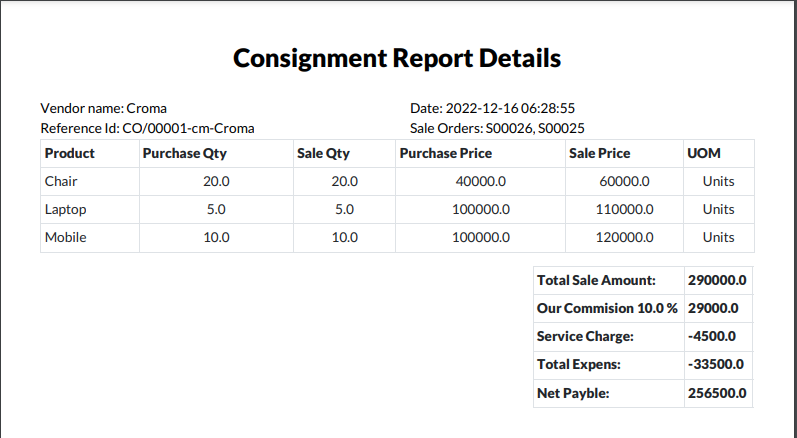 Consignment Report Details
Vendor name: Croma Date: 2022-12-16 06:28:55
Reference Id: CO/00001-cm-Croma Sale Orders: S00026, S00025
Product Purchase Qty Sale Qty Purchase Price Sale Price UOM
Chair 20.0 20.0 40000.0 60000.0 Units
Laptop 5.0 5.0 100000.0 110000.0 Units
Mobile 10.0 10.0 100000.0 120000.0 Units
Total Sale Amount: 290000.0
Our Commision 10.0 % 29000.0
Service Charge: -4500.0
Total Expens: -33500.0
Net Payble: 256500.0